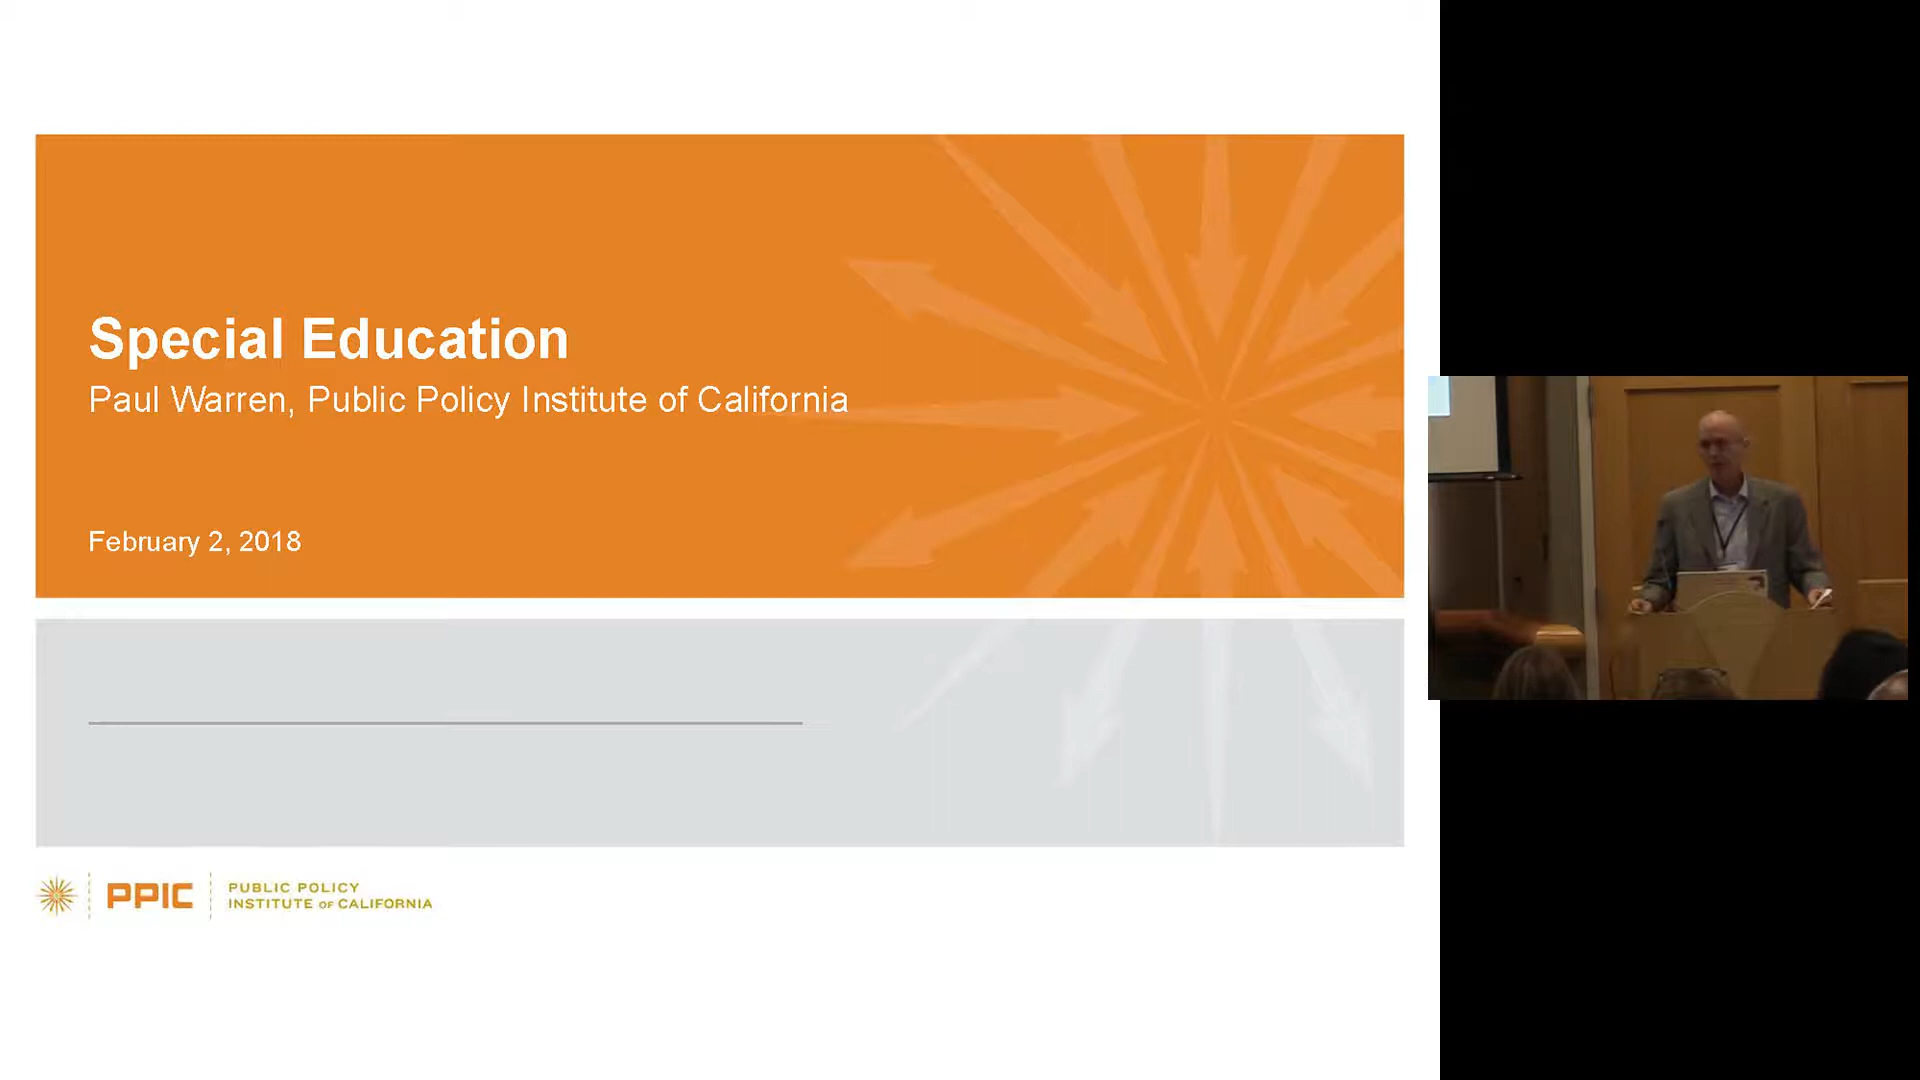 Special Education
Paul Warren, Public Policy Institute of California
February 2, 2018
PPIC
PUBLIC POLICY
INSTITUTE OF CALIFORNIA